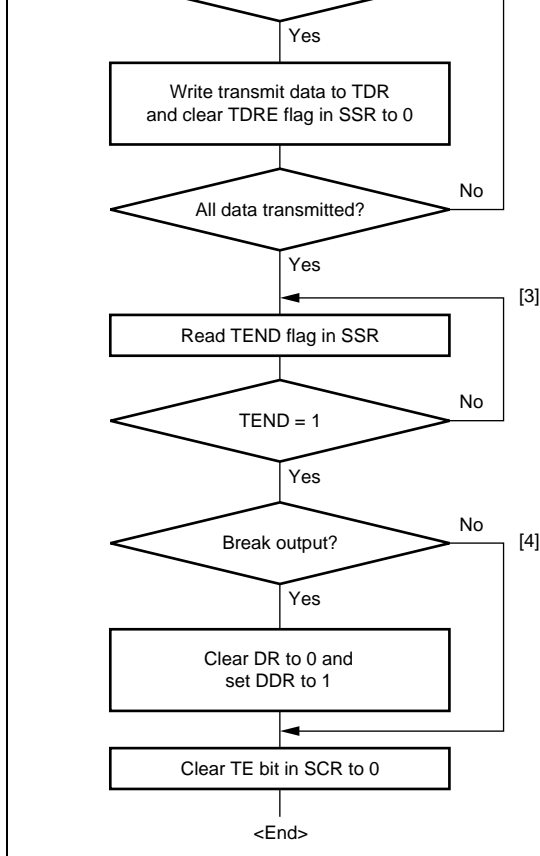 Yes
Write transmit data to TDR
and clear TDRE flag in SSR to 0
No
All data transmitted?
Yes
[3]
Read TEND flag in SSR
No
TEND = 1
Yes
No
Break output?
[4]
Yes
Clear DR to 0 and
set DDR to 1
Clear TE bit in SCR to 0
<End>